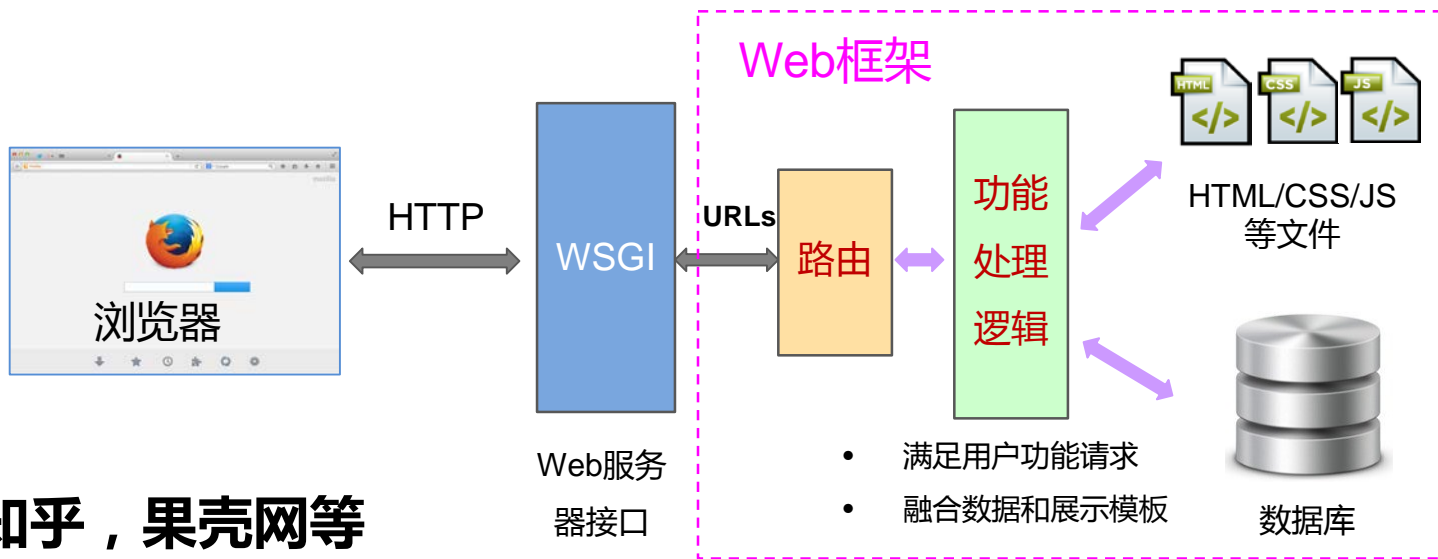 Web框架
HTML
CSS
JS
</>
</>
</>
HTML/CSS/JS
等文件
浏览器
HTTP
WSGI
URLs
路由
功能
处理
逻辑
Web服务
器接口
• 满足用户功能请求
• 融合数据和展示模板
数据库
知乎，果壳网等